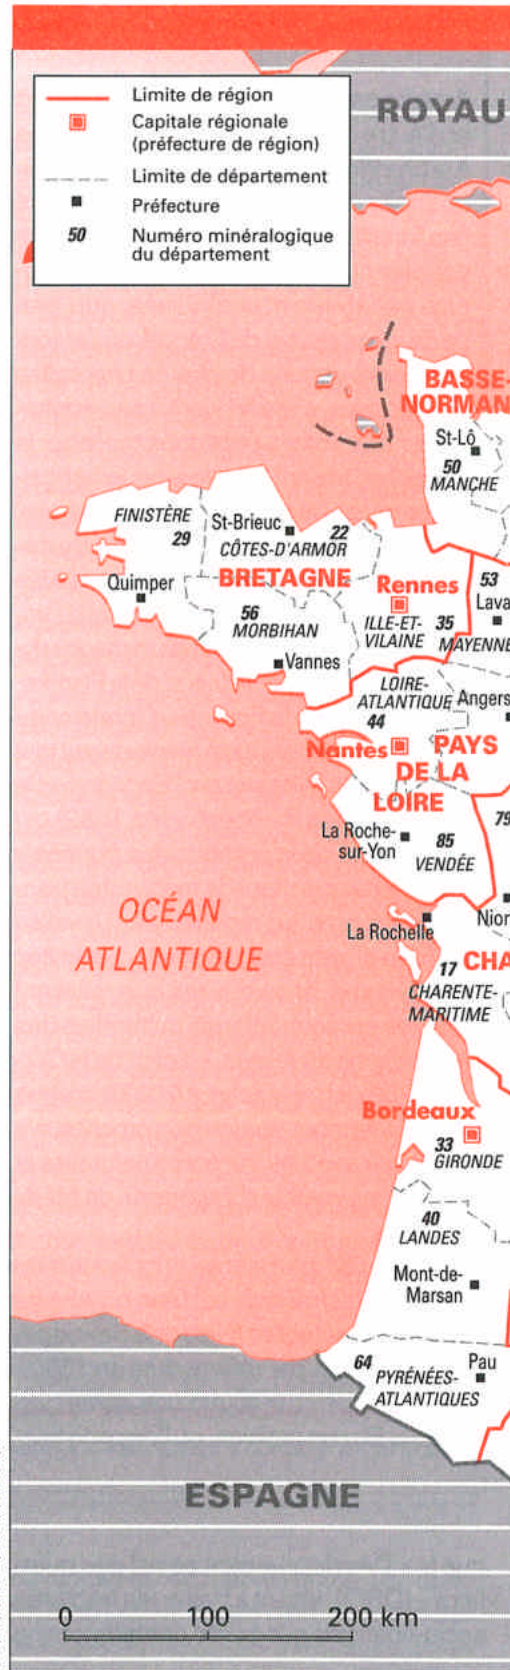 Limite de région
Capitale régionale
(préfecture de région)
Limite de département
Préfecture
50 Numéro minéralogique
du département
ROYAU
BASSE-
NORMAN
St-Lô
50
MANCHE
FINISTÈRE
29
St-Brieuc
22
CÔTES-D'ARMOR
BRETAGNE
Quimper
56
MORBIHAN
Vannes
Rennes
ILLE-ET-
VILAINE
35
53
Lava
MAYENNE
LOIRE-
ATLANTIQUE
44
Angers
Nantes
PAYS
DE LA
LOIRE
La Roche-
sur-Yon
85
VENDÉE
79
Nior
La Rochelle
OCÉAN
ATLANTIQUE
17
CHA
CHARENTE-
MARITIME
Bordeaux
33
GIRONDE
40
LANDES
Mont-de-
Marsan
64
PYRÉNÉES-
ATLANTIQUES
Pau
ESPAGNE
0 100 200 km